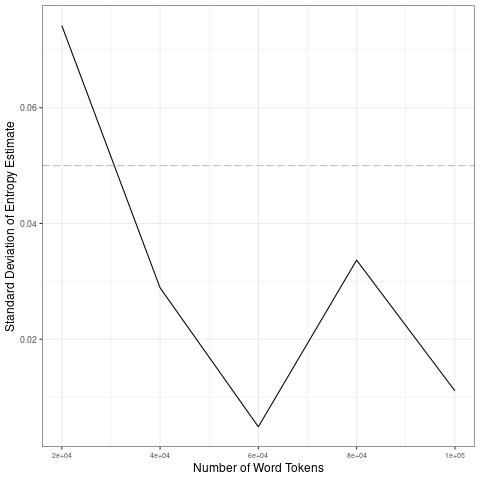 Standard Deviation of Entropy Estimate
0.06
0.04
0.02
2e+04 4e+04 6e+04 8e+04 1e+05
Number of Word Tokens